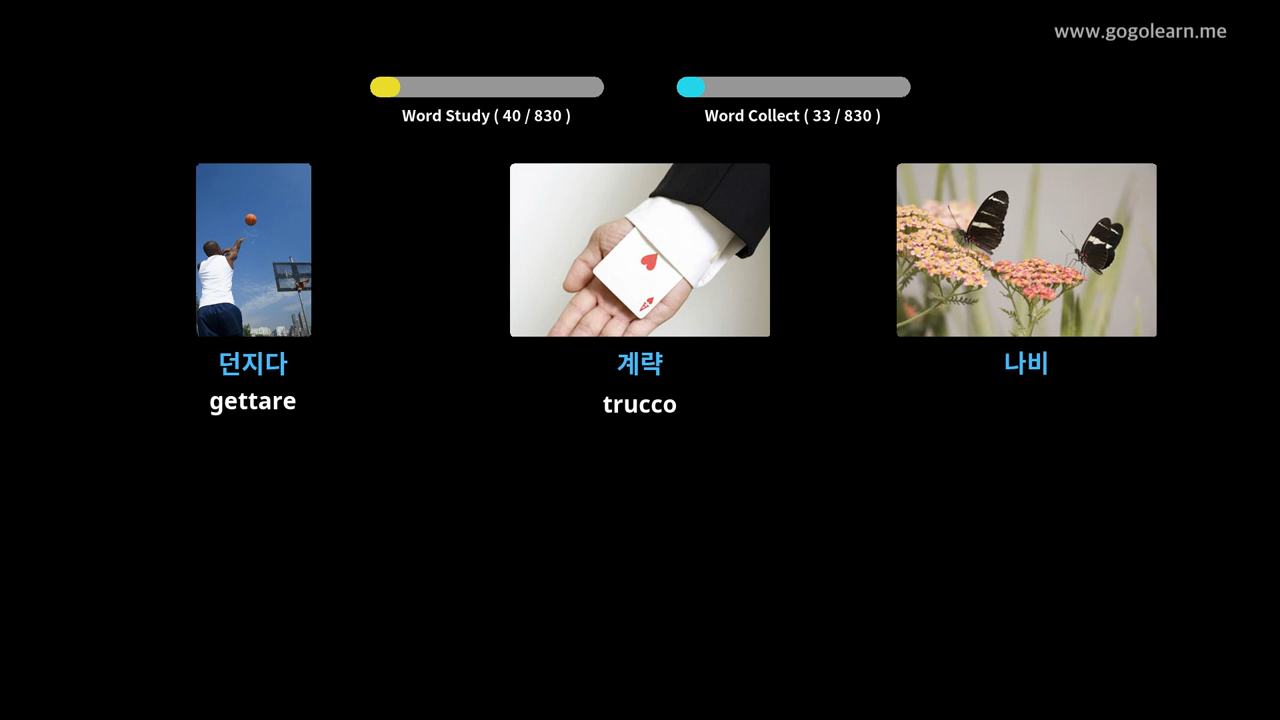 www.gogolearn.me
Word Study ( 40 / 830 )
Word Collect ( 33 / 830 )
던지다
gettare
계략
trucco
나비